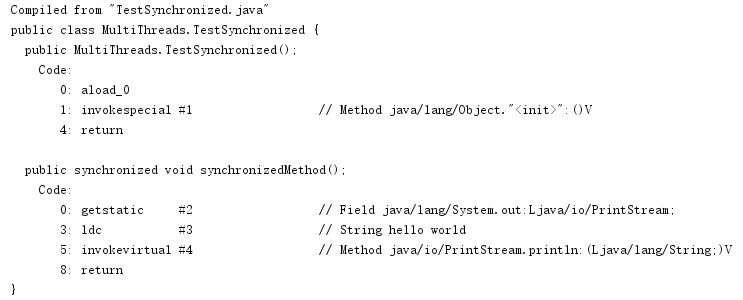 Compiled from "TestSynchronized.java"
public class MultiThreads.TestSynchronized {
  public MultiThreads.TestSynchronized();
    Code:
       0: aload_0
       1: invokespecial #1                  // Method java/lang/Object."<init>":()V
       4: return

  public synchronized void synchronizedMethod();
    Code:
       0: getstatic     #2                  // Field java/lang/System.out:Ljava/io/PrintStream;
       3: ldc           #3                  // String hello world
       5: invokevirtual #4                  // Method java/io/PrintStream.println:(Ljava/lang/String;)V
       8: return
}